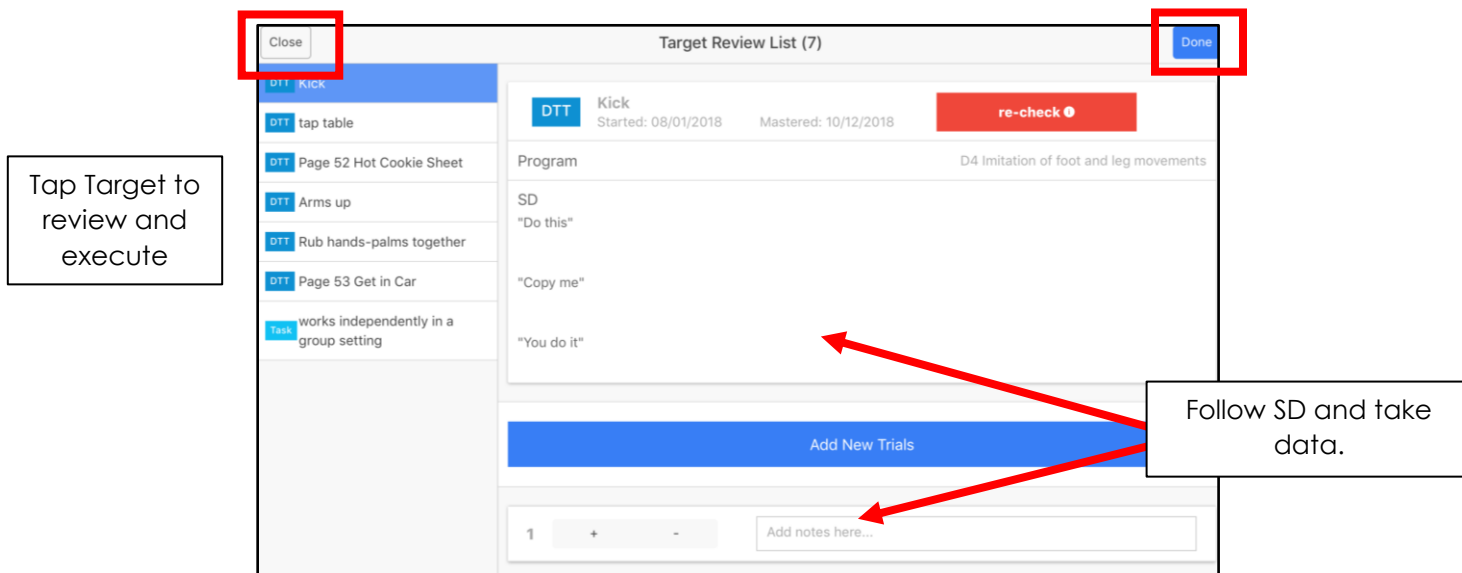 Close
Target Review List (7)
Done
DTT Kick
DTT tap table
DTT Page 52 Hot Cookie Sheet
DTT Arms up
DTT Rub hands-palms together
DTT Page 53 Get in Car
Task works independently in a
group setting
Tap Target to
review and
execute
DTT
Kick
Started: 08/01/2018 Mastered: 10/12/2018
re-check
Program
D4 Imitation of foot and leg movements
SD
"Do this"
"Copy me"
"You do it"
Follow SD and take
data.
Add New Trials
1 + - Add notes here...